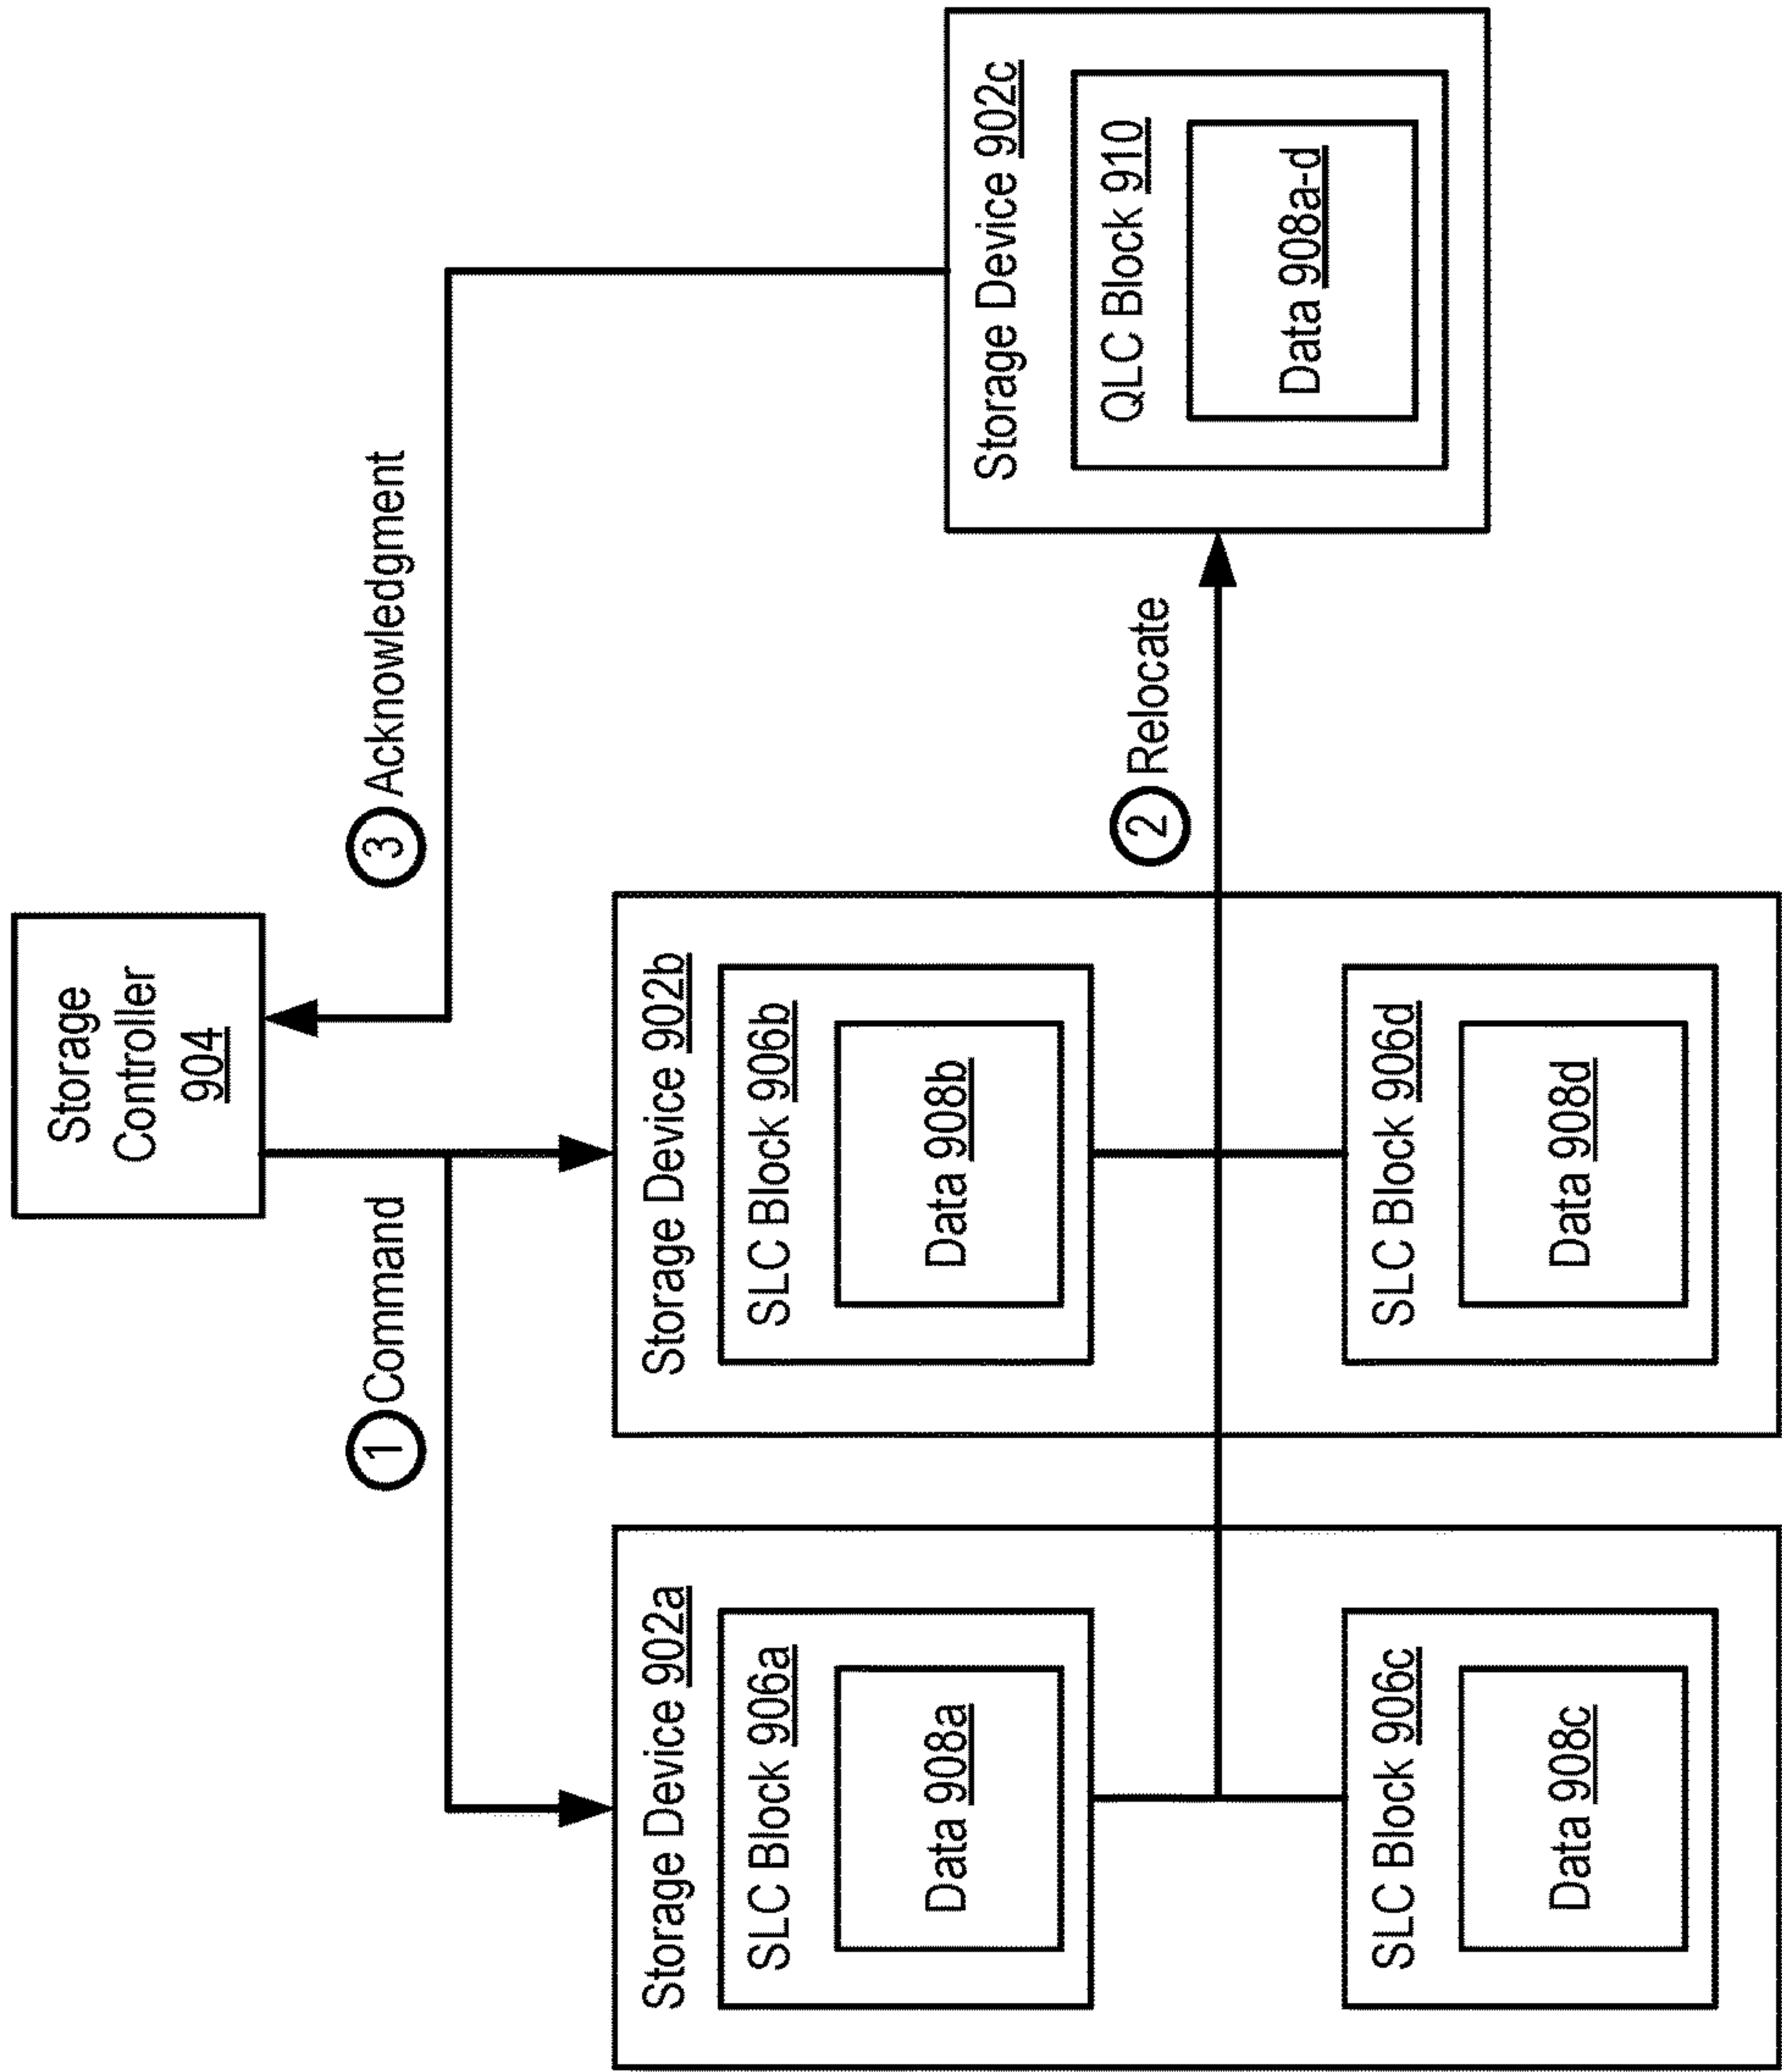 Storage
Controller
904
1 Command
3 Acknowledgment
Storage Device 902a
SLC Block 906a
Data 908a
SLC Block 906c
Data 908c
Storage Device 902b
SLC Block 906b
Data 908b
SLC Block 906d
Data 908d
2 Relocate
Storage Device 902c
QLC Block 910
Data 908a-d